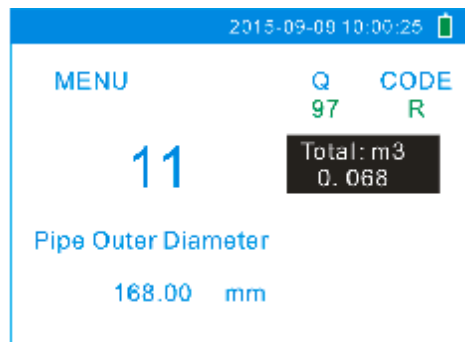 2015-09-09 10:00:25
MENU Q CODE
97 R
11 Total: m3
0.068
Pipe Outer Diameter
168.00 mm